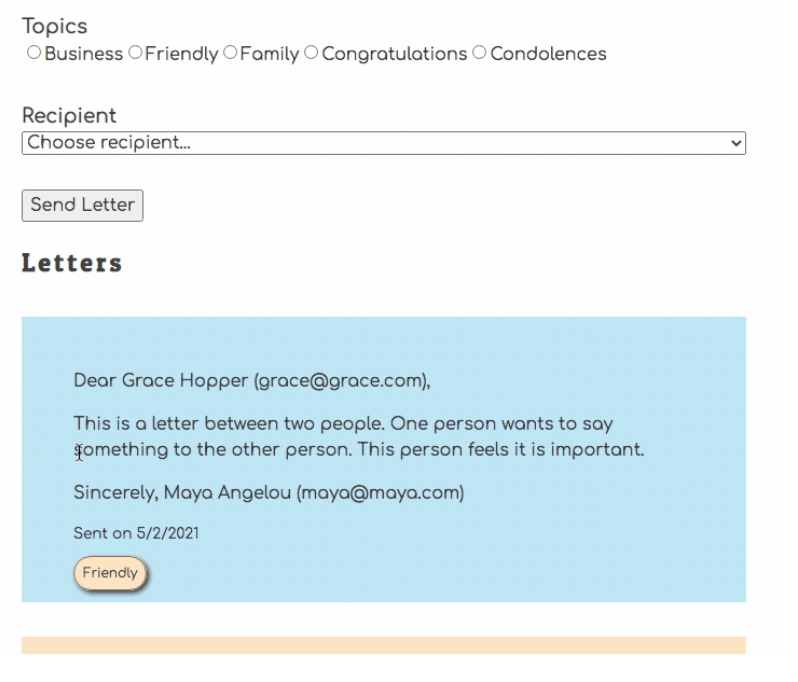 Topics
Business Friendly Family Congratulations Condolences
Recipient
Choose recipient...
Send Letter
Letters
Dear Grace Hopper (grace@grace.com),
This is a letter between two people. One person wants to say
something to the other person. This person feels it is important.
Sincerely, Maya Angelou (maya@maya.com)
Sent on 5/2/2021
Friendly